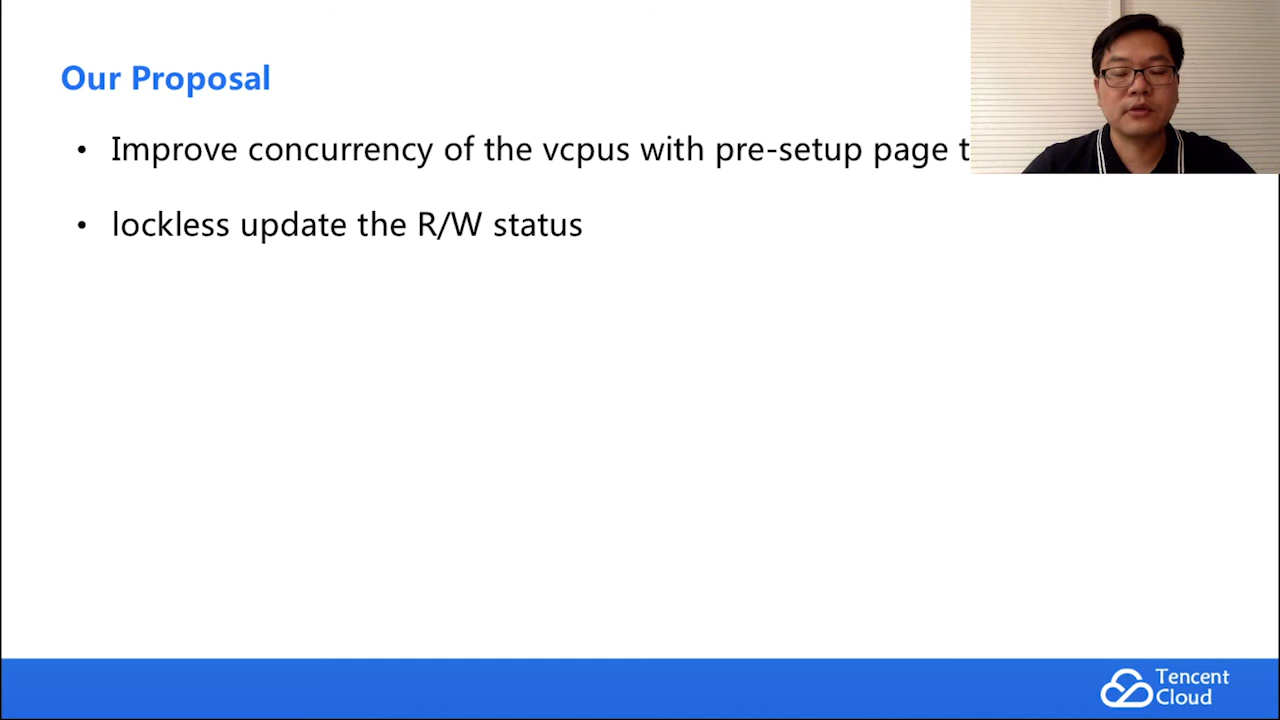 Our Proposal
• Improve concurrency of the vcpus with pre-setup page t
• lockless update the R/W status
Tencent
Cloud